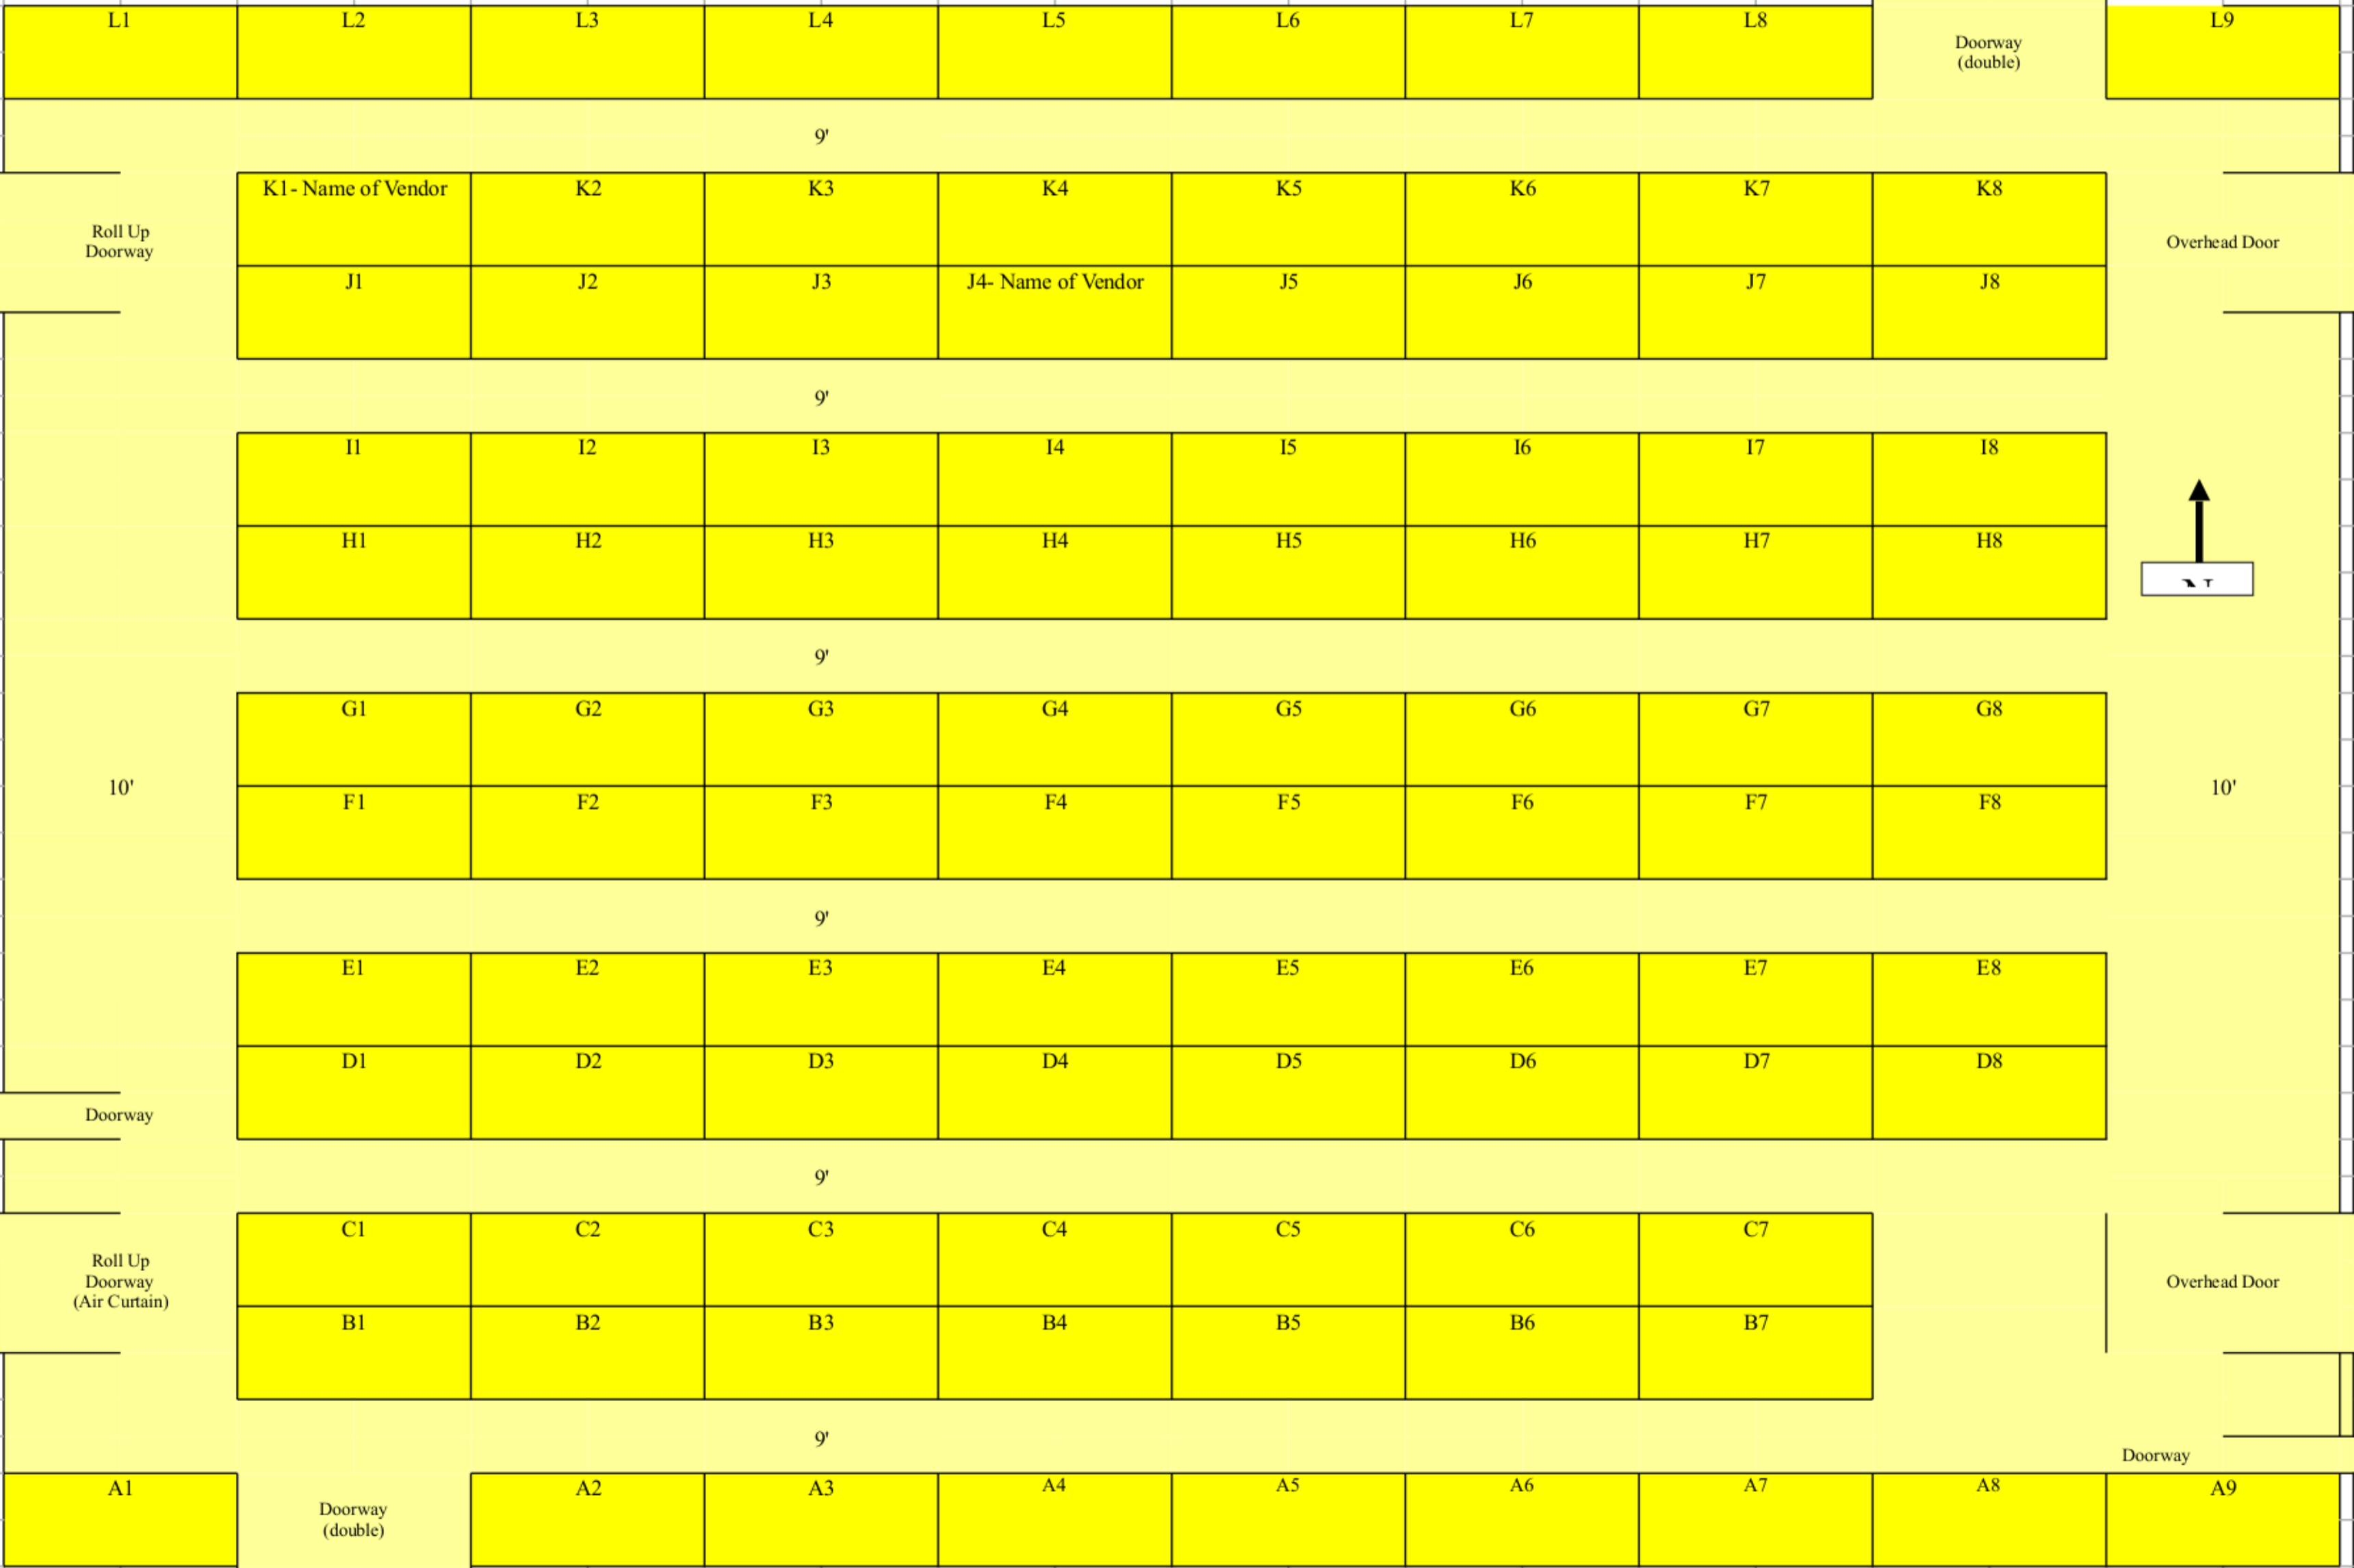 L1 L2 L3 L4 L5 L6 L7 L8 L9
Doorway
(double)
9'
K1- Name of Vendor K2 K3 K4 K5 K6 K7 K8
Roll Up
Doorway
Overhead Door
J1 J2 J3 J4- Name of Vendor J5 J6 J7 J8
9'
I1 I2 I3 I4 I5 I6 I7 I8
H1 H2 H3 H4 H5 H6 H7 H8
9'
G1 G2 G3 G4 G5 G6 G7 G8
10' 10'
F1 F2 F3 F4 F5 F6 F7 F8
9'
E1 E2 E3 E4 E5 E6 E7 E8
D1 D2 D3 D4 D5 D6 D7 D8
Doorway
9'
C1 C2 C3 C4 C5 C6 C7
Roll Up
Doorway
(Air Curtain)
Overhead Door
B1 B2 B3 B4 B5 B6 B7
9'
Doorway
A1 A2 A3 A4 A5 A6 A7 A8 A9
Doorway
(double)